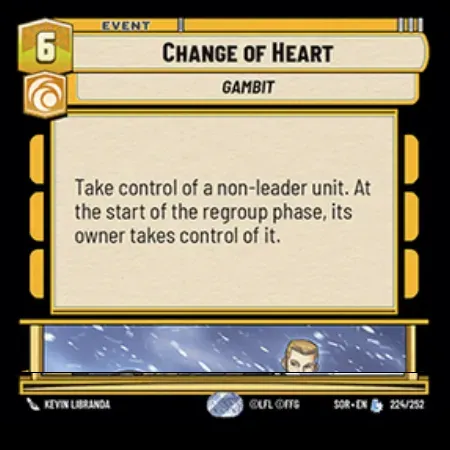 EVENT
6
CHANGE OF HEART
GAMBIT
Take control of a non-leader unit. At
the start of the regroup phase, its
owner takes control of it.
KEVIN LIBRANDA
©LFL ©FFG
SOR • EN
224/252